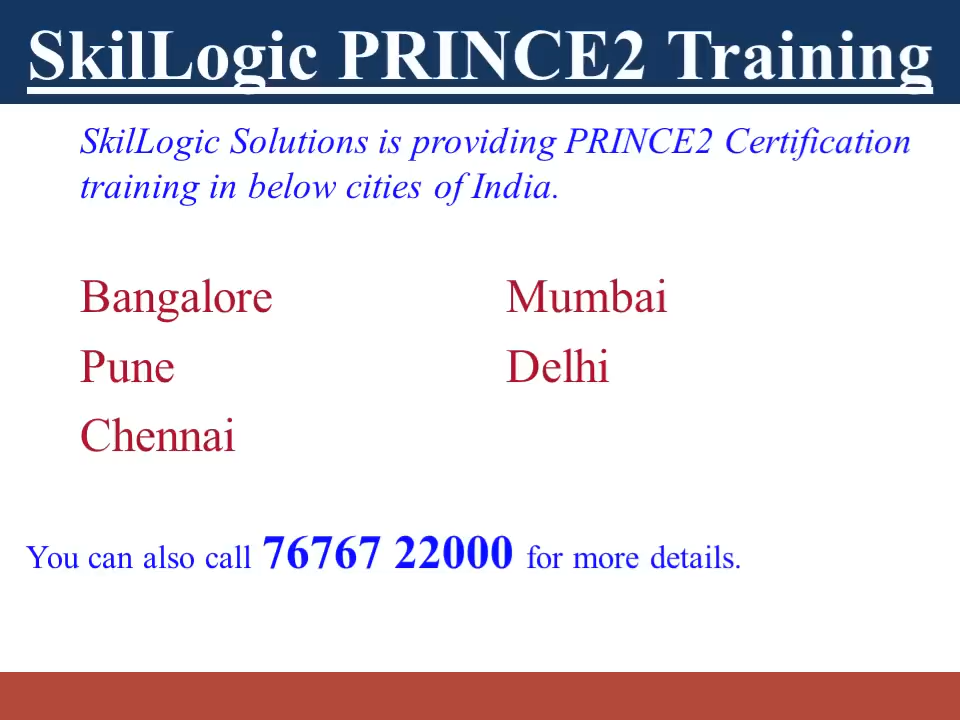 SkilLogic PRINCE2 Training
SkilLogic Solutions is providing PRINCE2 Certification
training in below cities of India.
Bangalore Mumbai
Pune Delhi
Chennai
You can also call 76767 22000 for more details.